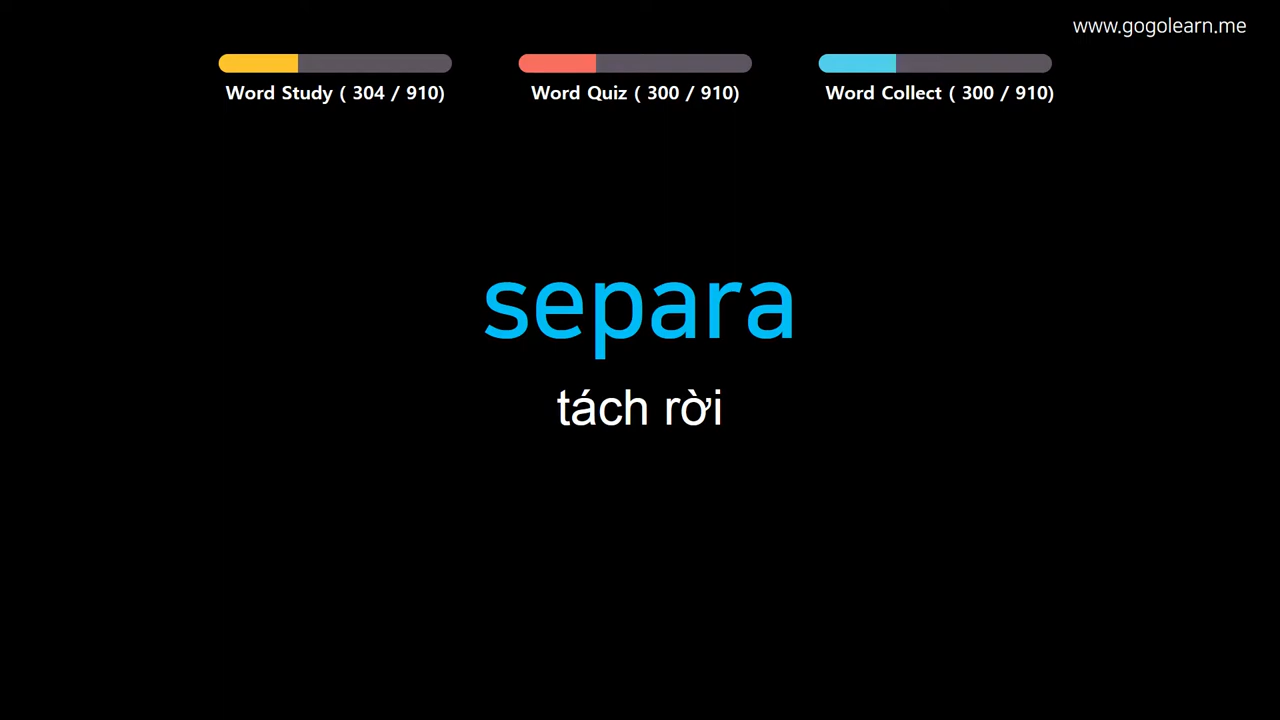 www.gogolearn.me
Word Study ( 304 / 910)
Word Quiz ( 300 / 910)
Word Collect ( 300 / 910)
separa
tách rời